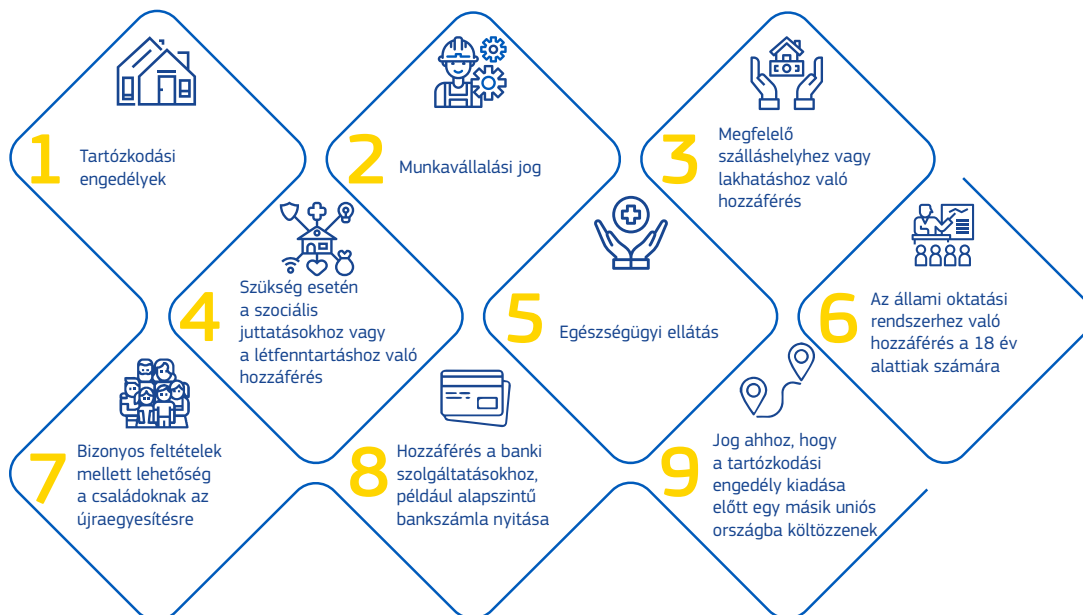 1
Tartózkodási
engedélyek
2
Munkavállalási jog
3
Megfelelő
szálláshelyhez vagy
lakhatáshoz való
hozzáférés
4
Szükség esetén
a szociális
juttatásokhoz vagy
a létfenntartáshoz való
hozzáférés
5
Egészségügyi ellátás
6
Az állami oktatási
rendszerhez való
hozzáférés a 18 év
alattiak számára
7
Bizonyos feltételek
mellett lehetőség
a családoknak az
újraegyesítésre
8
Hozzáférés a banki
szolgáltatásokhoz,
például alapszintű
bankszámla nyitása
9
Jog ahhoz, hogy
a tartózkodási
engedély kiadása
előtt egy másik uniós
országba költözzenek